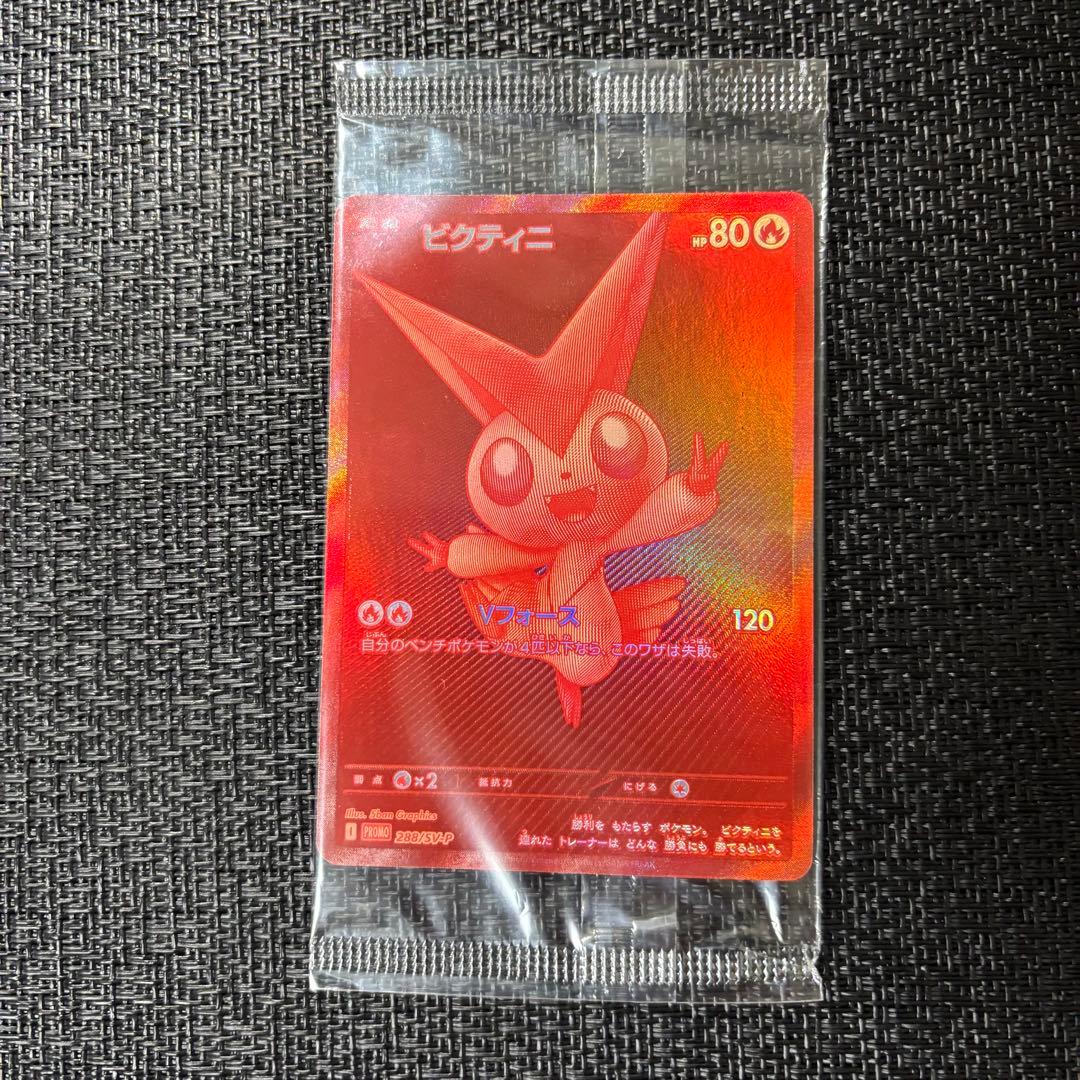 ビクティニ HP 80
Vフォース 120
自分のベンチポケモンが4匹以下なら、このワザは失敗。
弱点 ×2 抵抗力 にげる
Illus. 5ban Graphics
I PROMO 288/SV-P
勝利を もたらす ポケモン。 ビクティニを
連れた トレーナーは どんな 勝負にも 勝てるという。